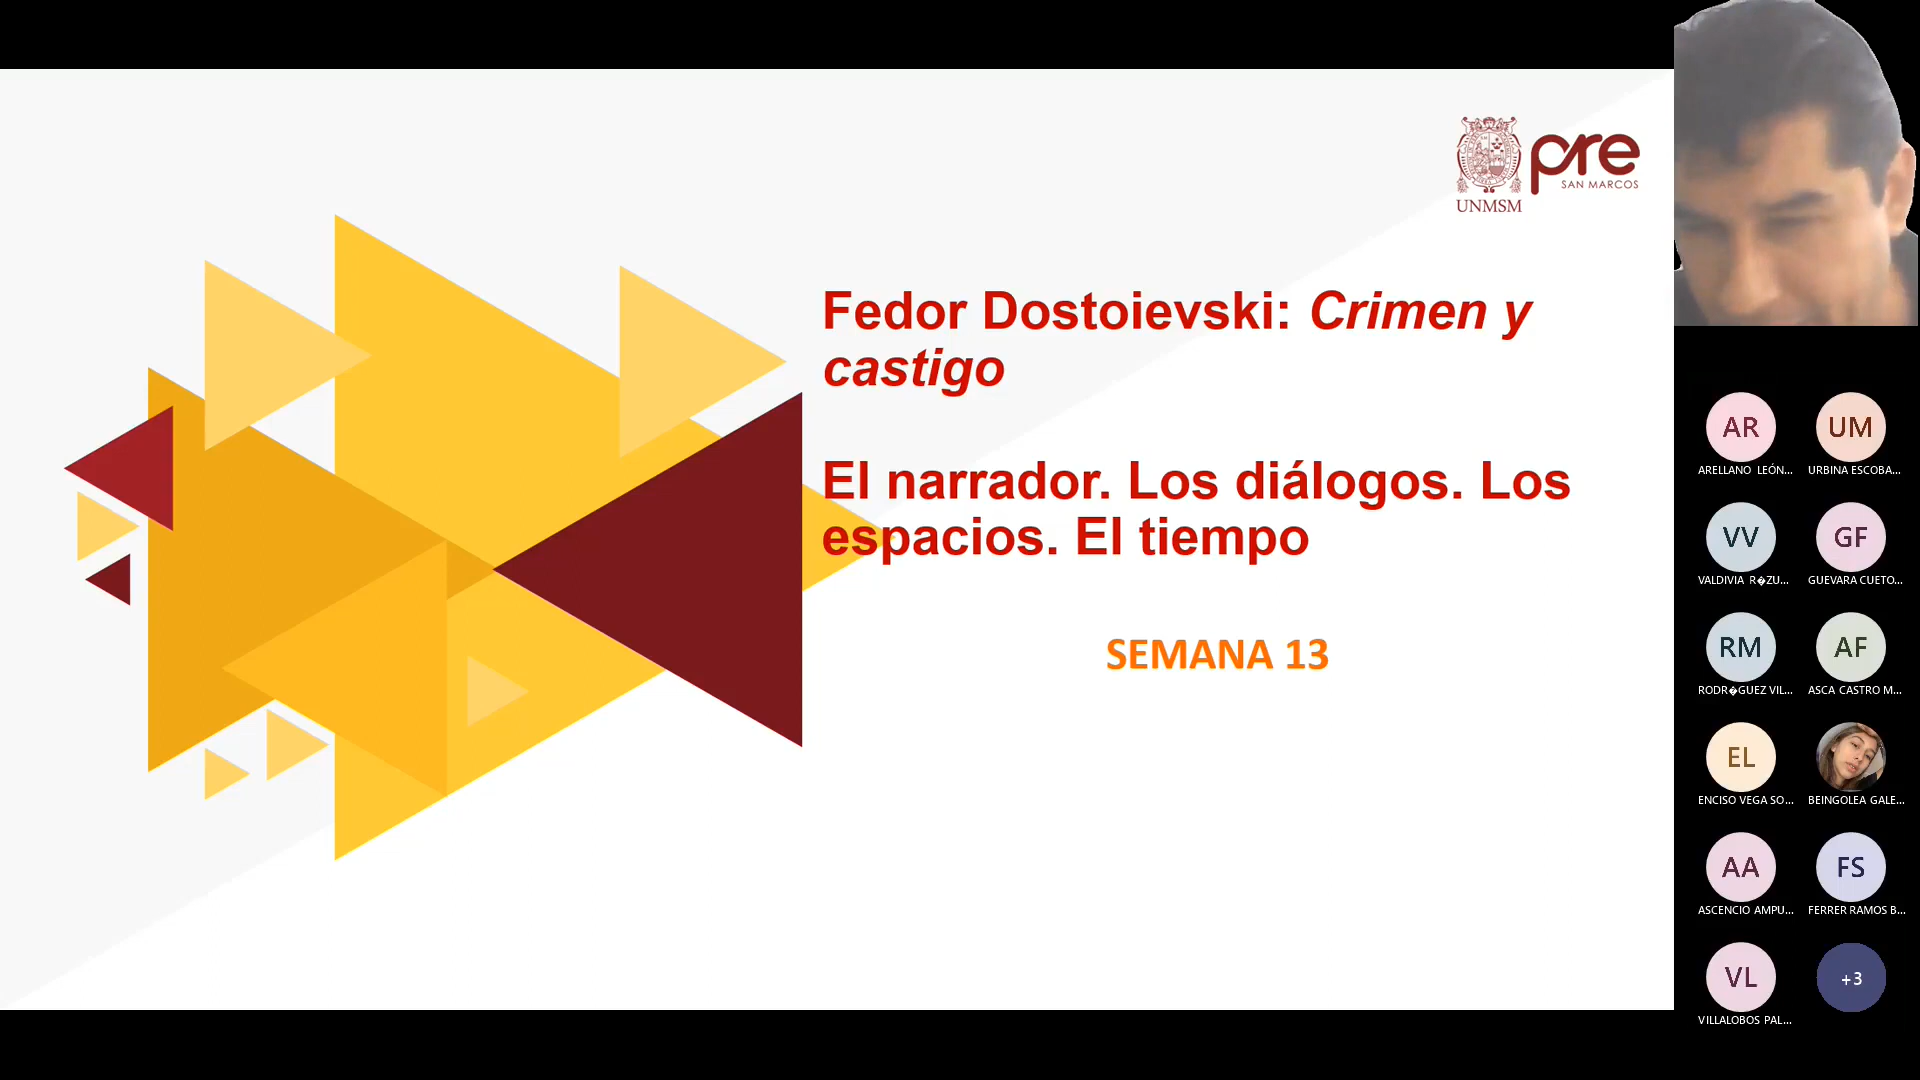 UNMSM
pre
SAN MARCOS
Fedor Dostoievski: Crimen y
castigo
El narrador. Los diálogos. Los
espacios. El tiempo
SEMANA 13
AR
UM
ARELLANO LEÓN...
URBINA ESCOBA...
VV
GF
VALDIVIA R�ZU...
GUEVARA CUETO...
RM
AF
RODR�GUEZ VIL...
ASCA CASTRO M...
EL
ENCISO VEGA SO...
BEINGOLEA GALE...
AA
FS
ASCENCIO AMPU...
FERRER RAMOS B...
VL
+3
VILLALOBOS PAL...